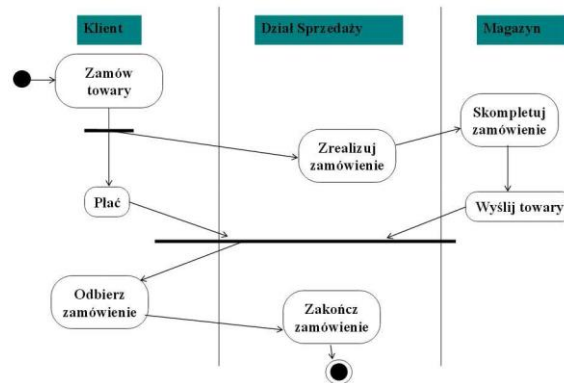 Klient
Dział Sprzedaży
Magazyn
Zamów
towary
Skompletuj
zamówienie
Zrealizuj
zamówienie
Płać
Wyślij towary
Odbierz
zamówienie
Zakończ
zamówienie